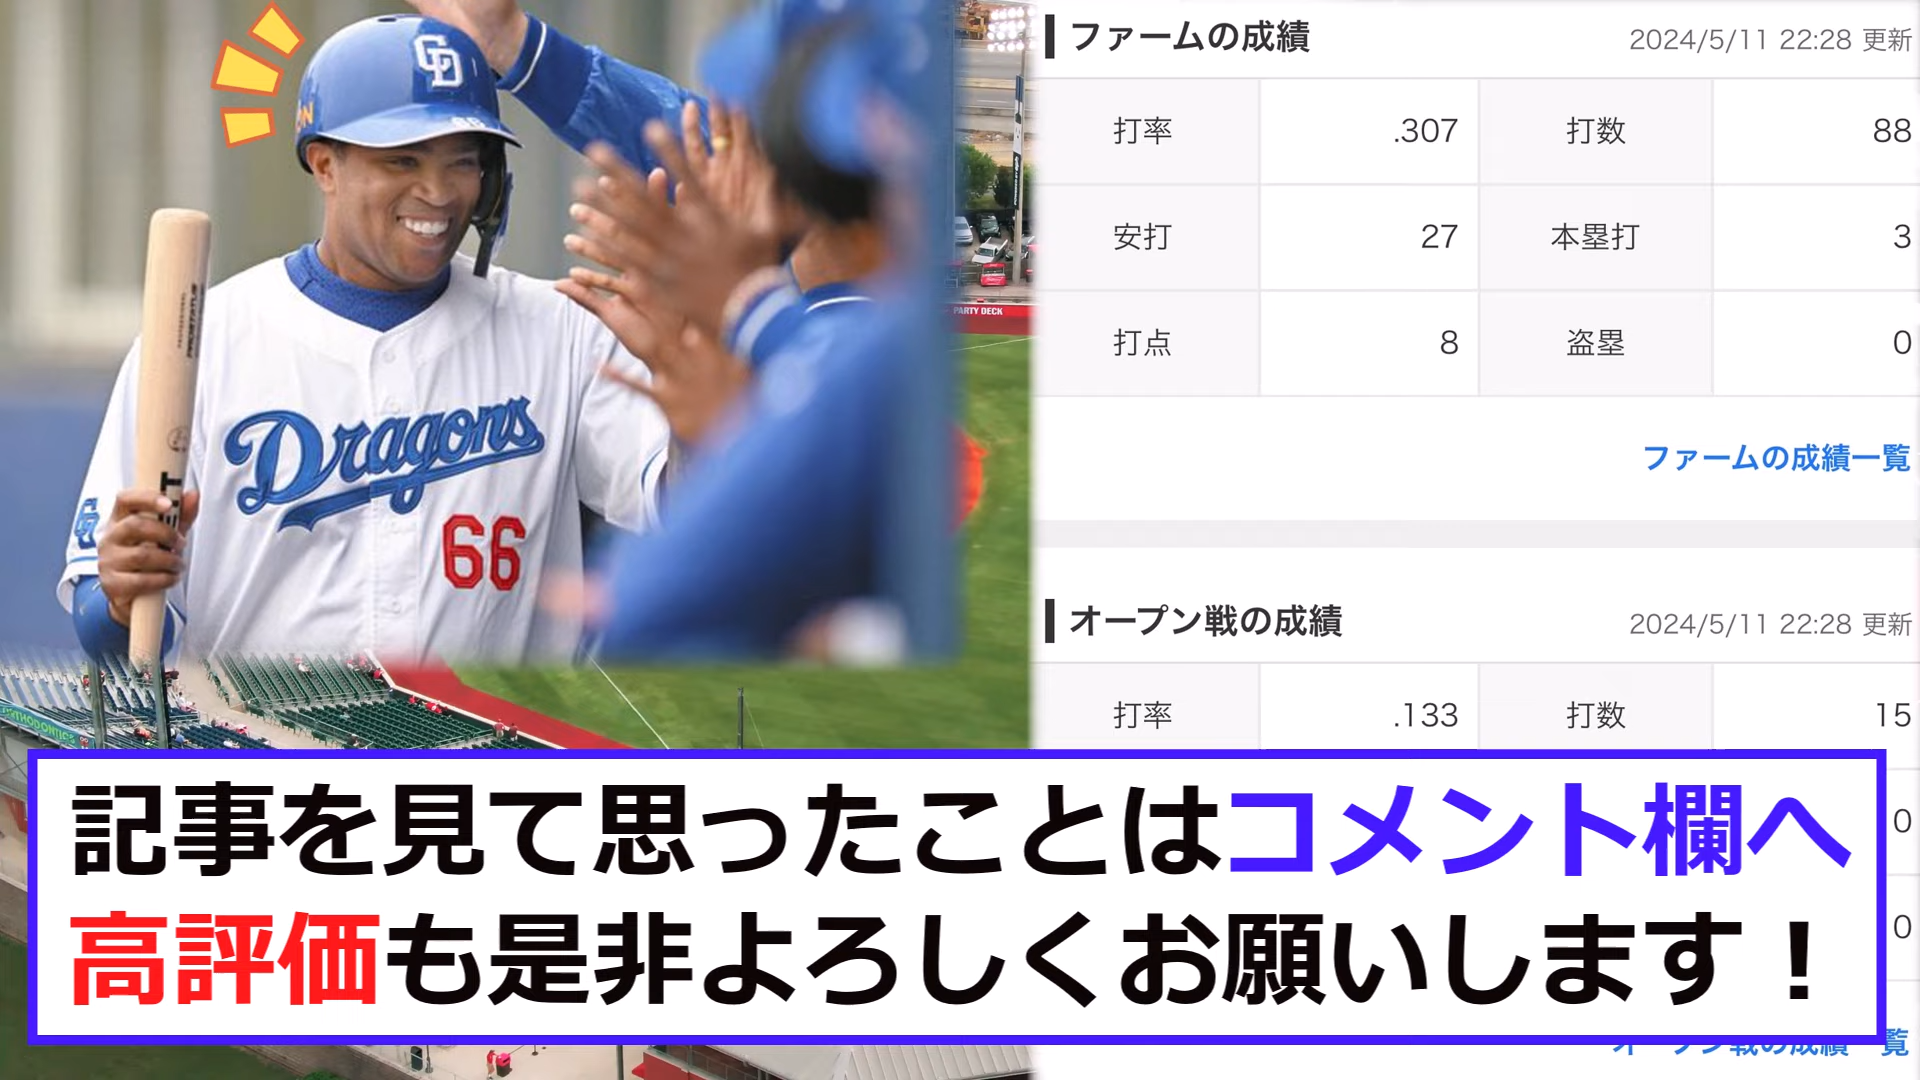 CD
66
Dragons
66
PARTY DECK
ORTHODONTICS
ファームの成績
2024/5/11 22:28 更新
打率 .307 打数 88
安打 27 本塁打 3
打点 8 盗塁 0
ファームの成績一覧
オープン戦の成績
2024/5/11 22:28 更新
打率 .133 打数 15
0
0
記事を見て思ったことはコメント欄へ
高評価も是非よろしくお願いします！